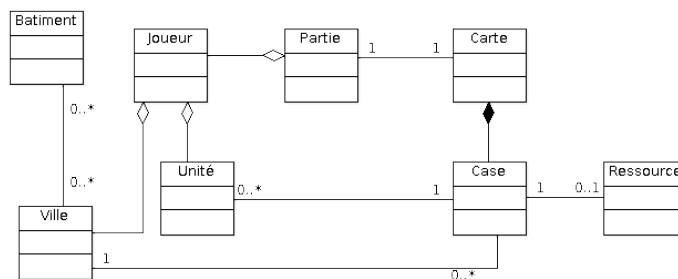 Batiment
Joueur
Partie
Carte
1
1
0..*
Unité
Case
Ressource
0..*
1
1
0..1
0..*
Ville
1
0..*